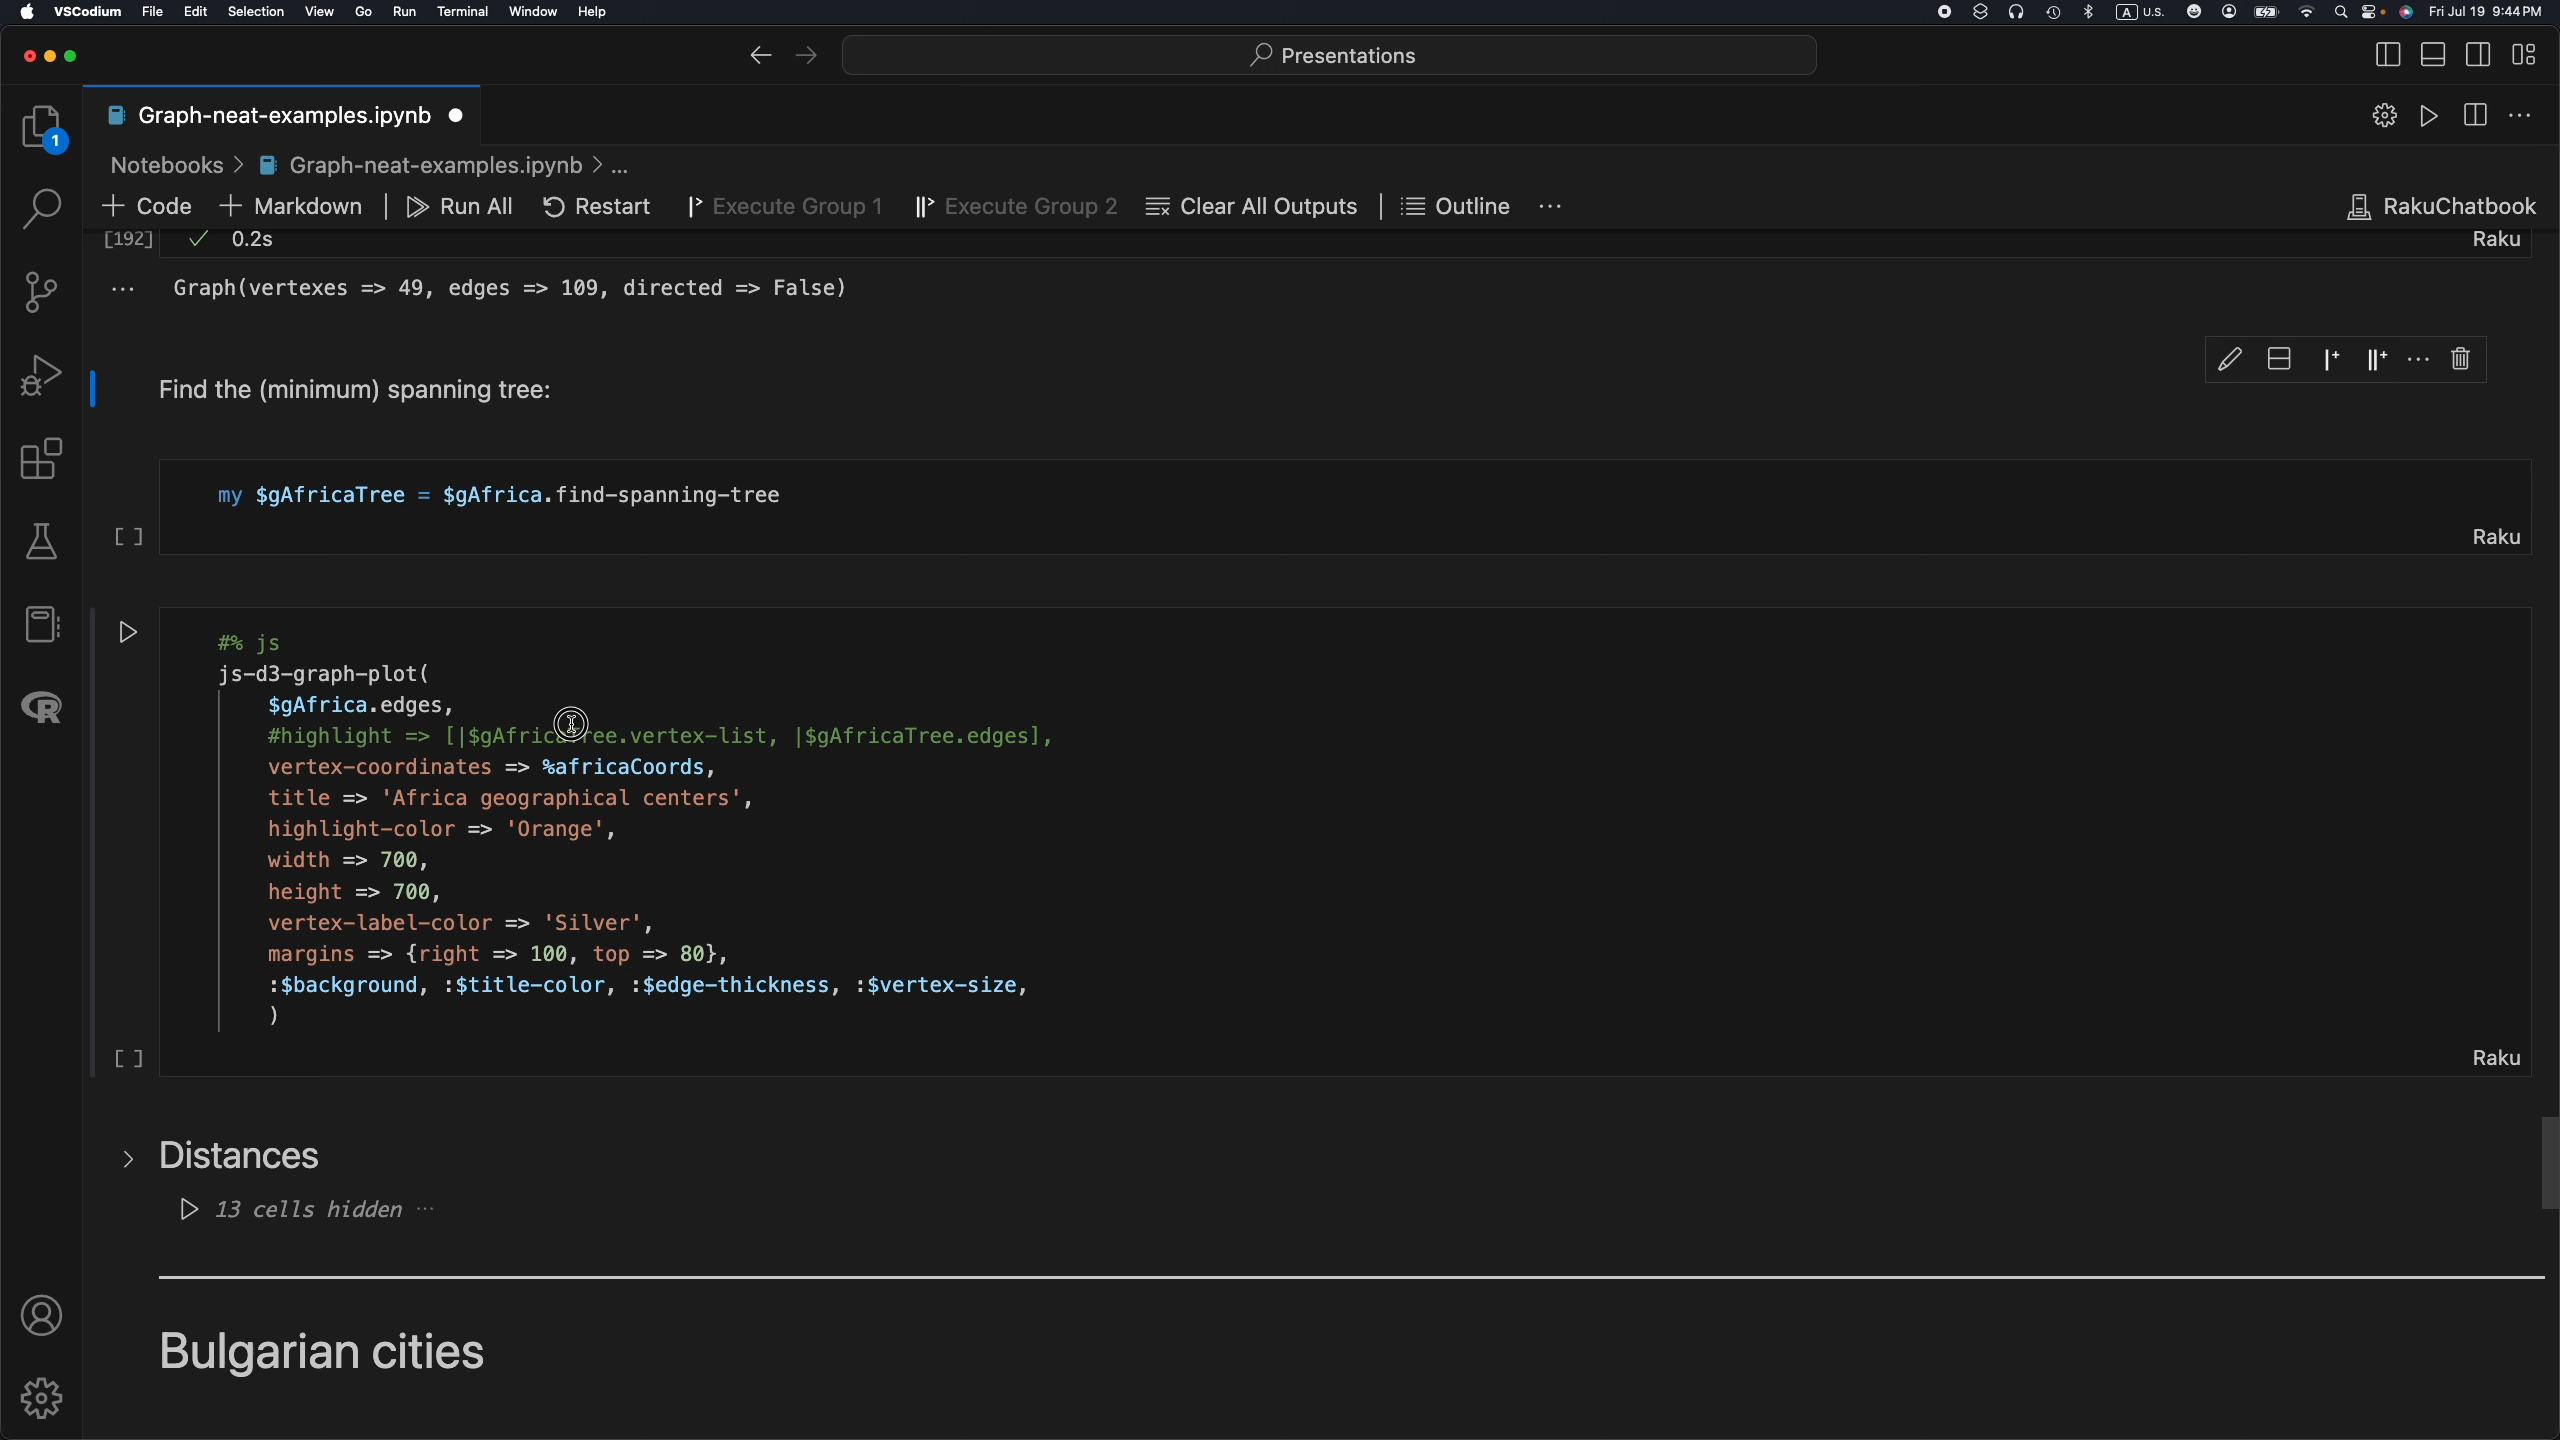 VSCodium File Edit Selection View Go Run Terminal Window Help A U.S. Fri Jul 19 9:44 PM
Presentations
Graph-neat-examples.ipynb
1
Notebooks > Graph-neat-examples.ipynb > ...
Code Markdown Run All Restart Execute Group 1 Execute Group 2 Clear All Outputs Outline ... RakuChatbook
[192] 0.2s Raku
... Graph(vertexes => 49, edges => 109, directed => False)
Find the (minimum) spanning tree:
my $gAfricaTree = $gAfrica.find-spanning-tree
[ ] Raku
#% js
js-d3-graph-plot(
$gAfrica.edges,
#highlight => [|$gAfricaTree.vertex-list, |$gAfricaTree.edges],
vertex-coordinates => %africaCoords,
title => 'Africa geographical centers',
highlight-color => 'Orange',
width => 700,
height => 700,
vertex-label-color => 'Silver',
margins => {right => 100, top => 80},
:$background, :$title-color, :$edge-thickness, :$vertex-size,
)
[ ] Raku
Distances
13 cells hidden ...
Bulgarian cities
R